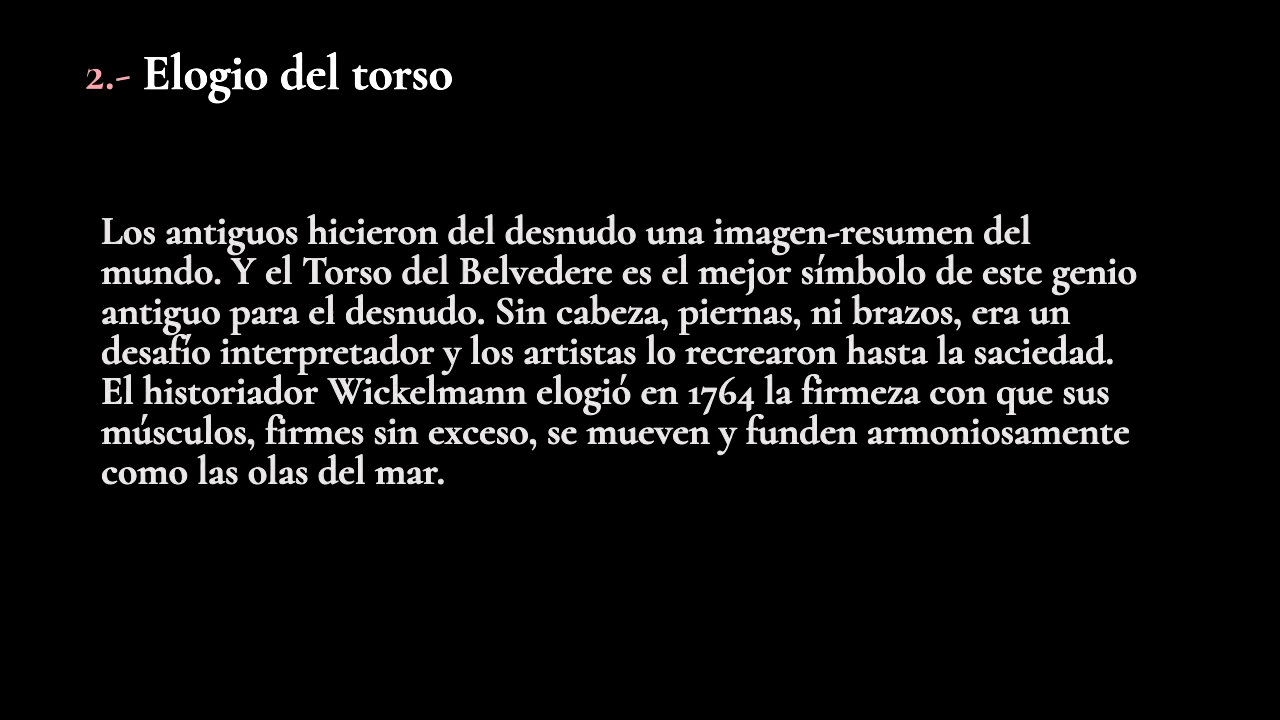 2.- Elogio del torso
Los antiguos hicieron del desnudo una imagen-resumen del
mundo. Y el Torso del Belvedere es el mejor símbolo de este genio
antiguo para el desnudo. Sin cabeza, piernas, ni brazos, era un
desafío interpretador y los artistas lo recrearon hasta la saciedad.
El historiador Wickelmann elogió en 1764 la firmeza con que sus
músculos, firmes sin exceso, se mueven y funden armoniosamente
como las olas del mar.